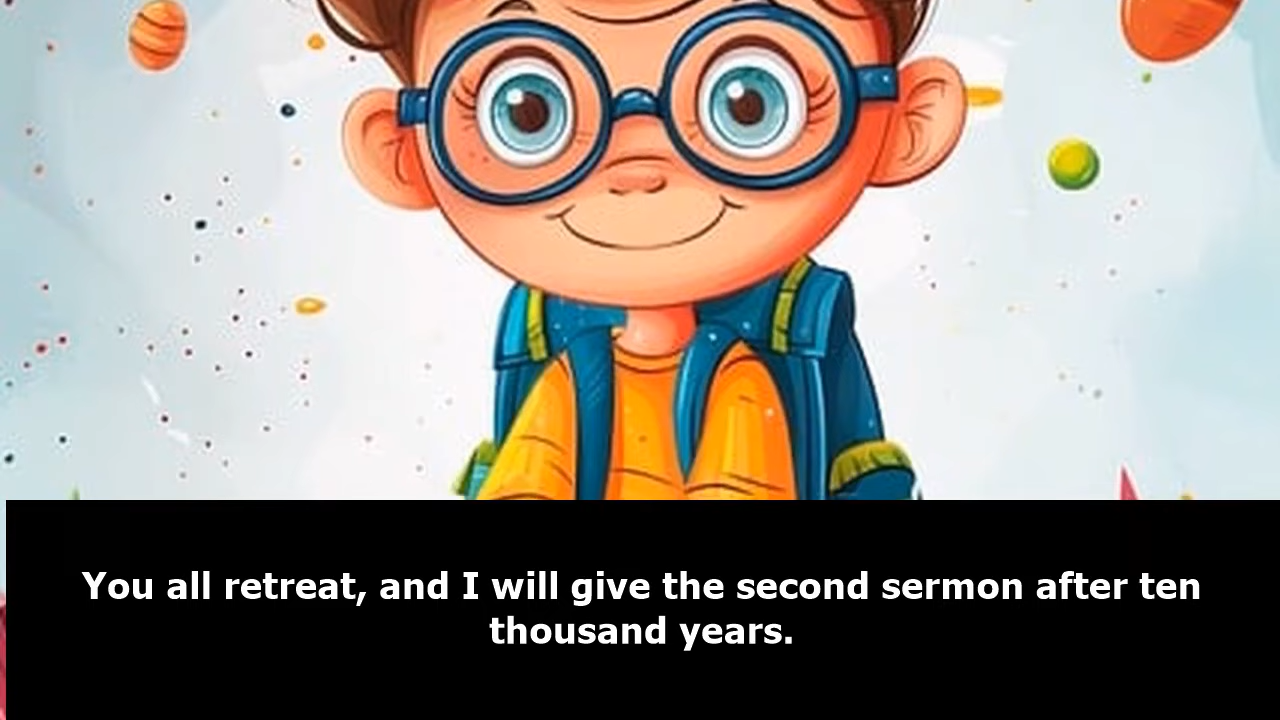 You all retreat, and I will give the second sermon after ten
thousand years.